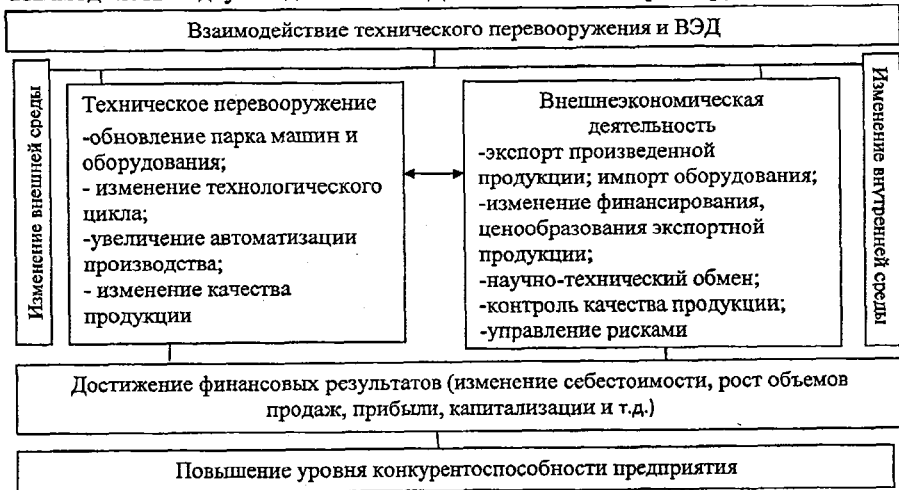 Взаимодействие технического перевооружения и ВЭД
Изменение внешней среды
Техническое перевооружение
-обновление парка машин и
оборудования;
- изменение технологического
цикла;
-увеличение автоматизации
производства;
- изменение качества
продукции
Внешнеэкономическая
деятельность
-экспорт произведенной
продукции; импорт оборудования;
-изменение финансирования,
ценообразования экспортной
продукции;
-научно-технический обмен;
-контроль качества продукции;
-управление рисками
Изменение внутренней среды
Достижение финансовых результатов (изменение себестоимости, рост объемов
продаж, прибыли, капитализации и т.д.)
Повышение уровня конкурентоспособности предприятия